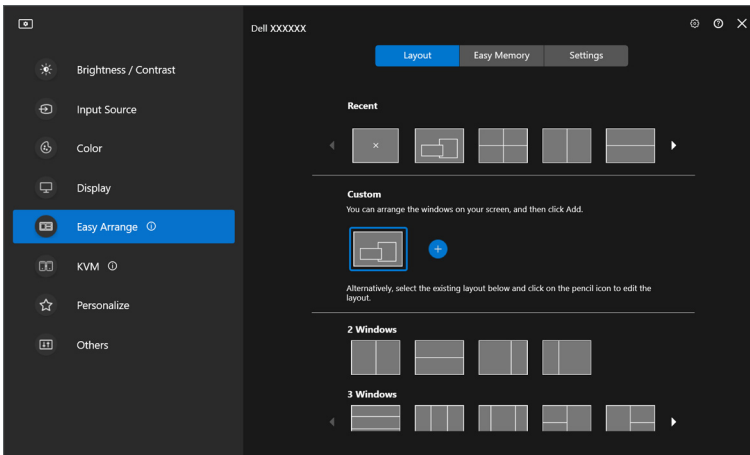 Dell XXXXXX
Layout
Easy Memory
Settings
Brightness / Contrast
Input Source
Color
Display
Easy Arrange
KVM
Personalize
Others
Recent
Custom
You can arrange the windows on your screen, and then click Add.
Alternatively, select the existing layout below and click on the pencil icon to edit the
layout.
2 Windows
3 Windows